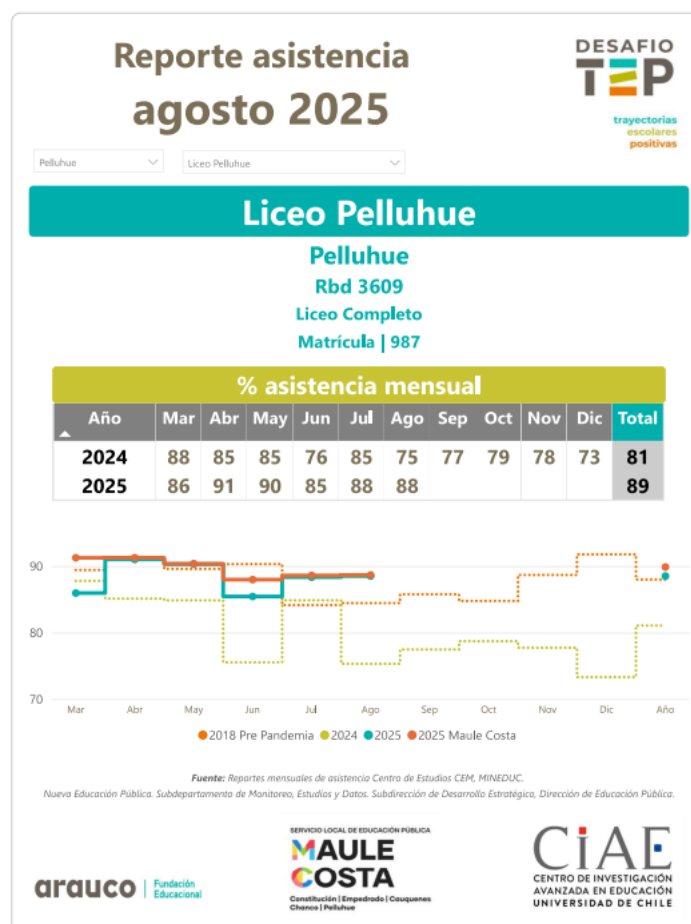 Reporte asistencia
agosto 2025
DESAFIO
TEP
trayectorias
escolares
positivas
Pelluhue
Liceo Pelluhue
Liceo Pelluhue
Pelluhue
Rbd 3609
Liceo Completo
Matrícula | 987
% asistencia mensual
Año Mar Abr May Jun Jul Ago Sep Oct Nov Dic Total
2024 88 85 85 76 85 75 77 79 78 73 81
2025 86 91 90 85 88 88 89
90
80
70
Mar Abr May Jun Jul Ago Sep Oct Nov Dic Año
2018 Pre Pandemia 2024 2025 2025 Maule Costa
Fuente: Reportes mensuales de asistencia Centro de Estudios CEM, MINEDUC.
Nueva Educación Pública. Subdepartamento de Monitoreo, Estudios y Datos. Subdirección de Desarrollo Estratégico, Dirección de Educación Pública.
arauco | Fundación
Educacional
SERVICIO LOCAL DE EDUCACIÓN PÚBLICA
MAULE
COSTA
Constitución | Empedrado | Cauquenes
Chanco | Pelluhue
CiAE
CENTRO DE INVESTIGACIÓN
AVANZADA EN EDUCACIÓN
UNIVERSIDAD DE CHILE